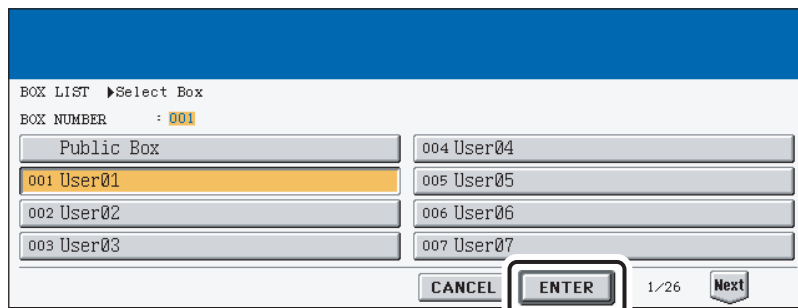 BOX LIST ▶Select Box
BOX NUMBER : 001
Public Box
001 User01
002 User02
003 User03
004 User04
005 User05
006 User06
007 User07
CANCEL ENTER 1/26 Next